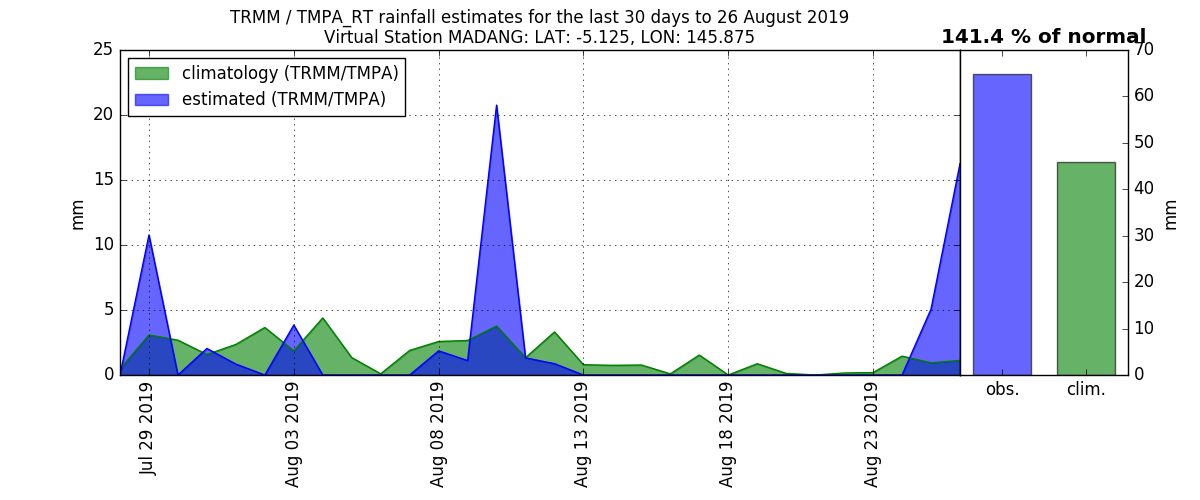 TRMM / TMPA_RT rainfall estimates for the last 30 days to 26 August 2019
Virtual Station MADANG: LAT: -5.125, LON: 145.875
141.4 % of normal
climatology (TRMM/TMPA)
estimated (TRMM/TMPA)
25
20
15
10
5
0
mm
Jul 29 2019
Aug 03 2019
Aug 08 2019
Aug 13 2019
Aug 18 2019
Aug 23 2019
70
60
50
40
30
20
10
0
mm
obs.
clim.